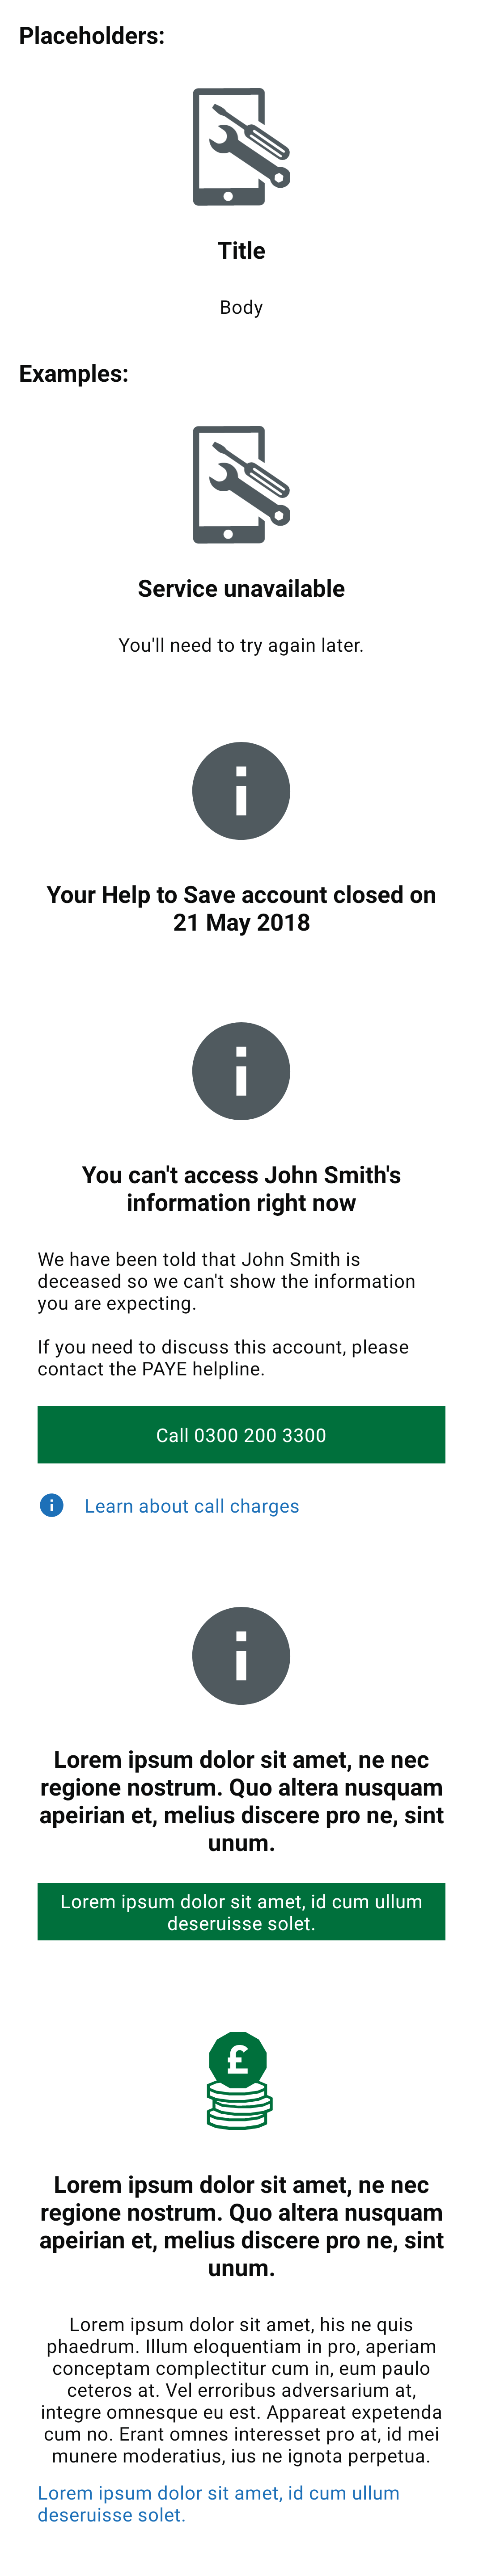 Placeholders:
Title
Body
Examples:
Service unavailable
You'll need to try again later.
Your Help to Save account closed on
21 May 2018
You can't access John Smith's
information right now
We have been told that John Smith is
deceased so we can't show the information
you are expecting.
If you need to discuss this account, please
contact the PAYE helpline.
Call 0300 200 3300
Learn about call charges
Lorem ipsum dolor sit amet, ne nec
regione nostrum. Quo altera nusquam
apeirian et, melius discere pro ne, sint
unum.
Lorem ipsum dolor sit amet, id cum ullum
deseruisse solet.
£
Lorem ipsum dolor sit amet, ne nec
regione nostrum. Quo altera nusquam
apeirian et, melius discere pro ne, sint
unum.
Lorem ipsum dolor sit amet, his ne quis
phaedrum. Illum eloquentiam in pro, aperiam
conceptam complectitur cum in, eum paulo
ceteros at. Vel erroribus adversarium at,
integre omnesque eu est. Appareat expetenda
cum no. Erant omnes interesset pro at, id mei
munere moderatius, ius ne ignota perpetua.
Lorem ipsum dolor sit amet, id cum ullum
deseruisse solet.